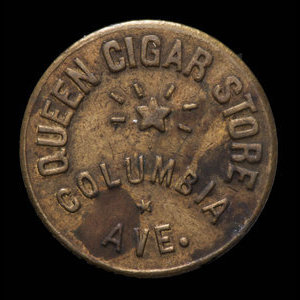 QUEEN CIGAR STORE
COLUMBIA
AVE.